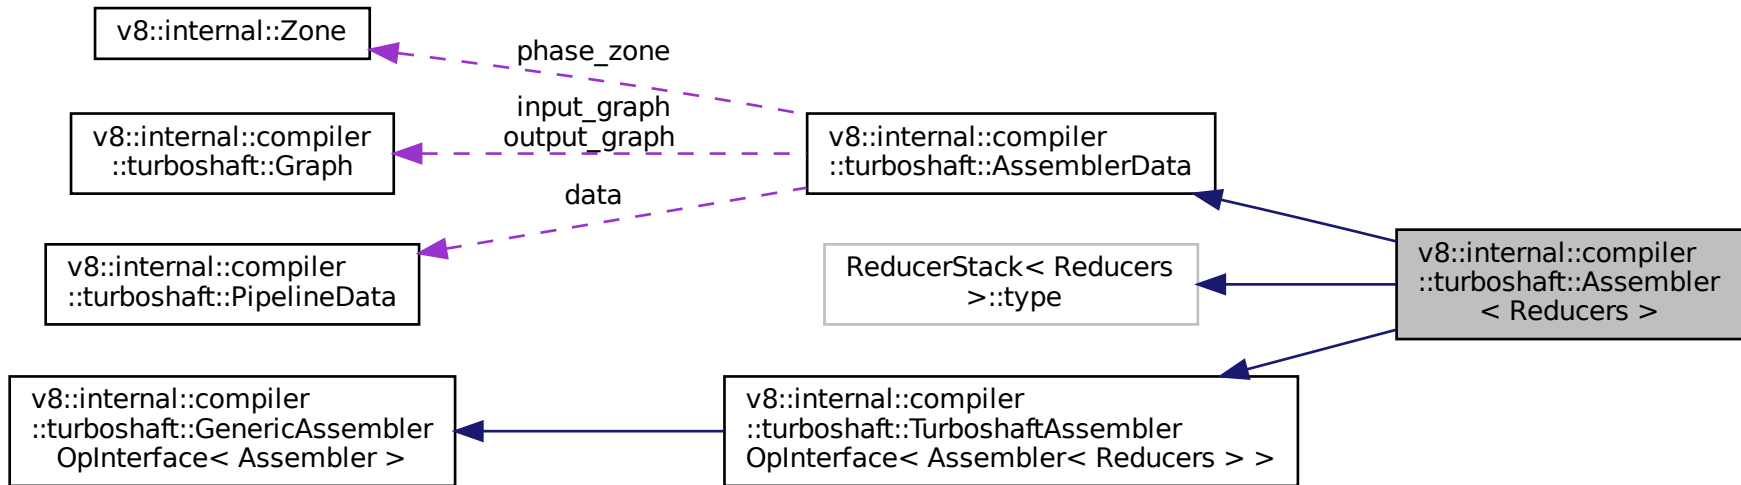 v8::internal::Zone
phase_zone
input_graph
output_graph
v8::internal::compiler
::turboshaft::Graph
v8::internal::compiler
::turboshaft::AssemblerData
data
v8::internal::compiler
::turboshaft::PipelineData
ReducerStack< Reducers
>::type
v8::internal::compiler
::turboshaft::Assembler
< Reducers >
v8::internal::compiler
::turboshaft::GenericAssembler
OpInterface< Assembler >
v8::internal::compiler
::turboshaft::TurboshaftAssembler
OpInterface< Assembler< Reducers > >